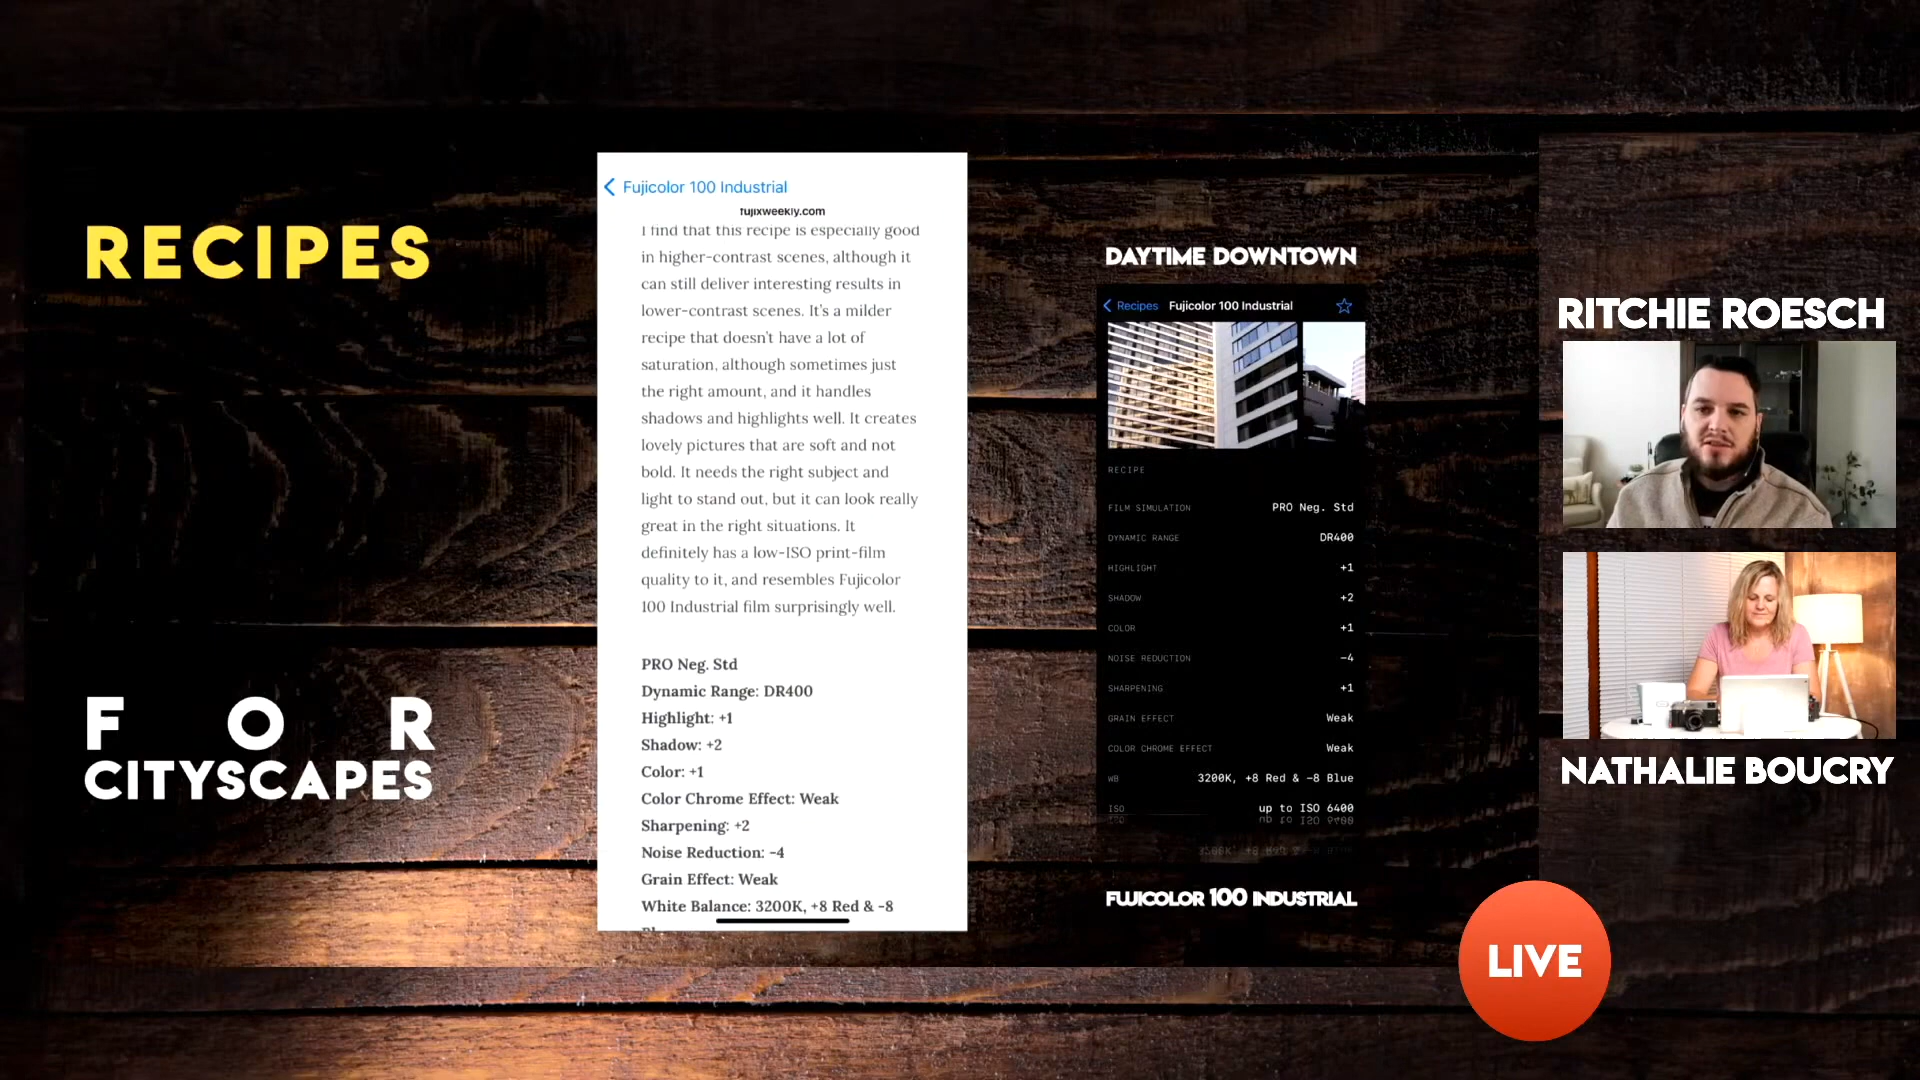 RECIPES
FOR
CITYSCAPES
Fujicolor 100 Industrial
fujixweekly.com
I find that this recipe is especially good
in higher-contrast scenes, although it
can still deliver interesting results in
lower-contrast scenes. It's a milder
recipe that doesn't have a lot of
saturation, although sometimes just
the right amount, and it handles
shadows and highlights well. It creates
lovely pictures that are soft and not
bold. It needs the right subject and
light to stand out, but it can look really
great in the right situations. It
definitely has a low-ISO print-film
quality to it, and resembles Fujicolor
100 Industrial film surprisingly well.
PRO Neg. Std
Dynamic Range: DR400
Highlight: +1
Shadow: +2
Color: +1
Color Chrome Effect: Weak
Sharpening: +2
Noise Reduction: -4
Grain Effect: Weak
White Balance: 3200K, +8 Red & -8
DAYTIME DOWNTOWN
Recipes Fujicolor 100 Industrial
RECIPE
FILM SIMULATION PRO Neg. Std
DYNAMIC RANGE DR400
HIGHLIGHT +1
SHADOW +2
COLOR +1
NOISE REDUCTION -4
SHARPENING +1
GRAIN EFFECT Weak
COLOR CHROME EFFECT Weak
WB 3200K, +8 Red & -8 Blue
ISO up to ISO 6400
FUJICOLOR 100 INDUSTRIAL
RITCHIE ROESCH
NATHALIE BOUCRY
LIVE